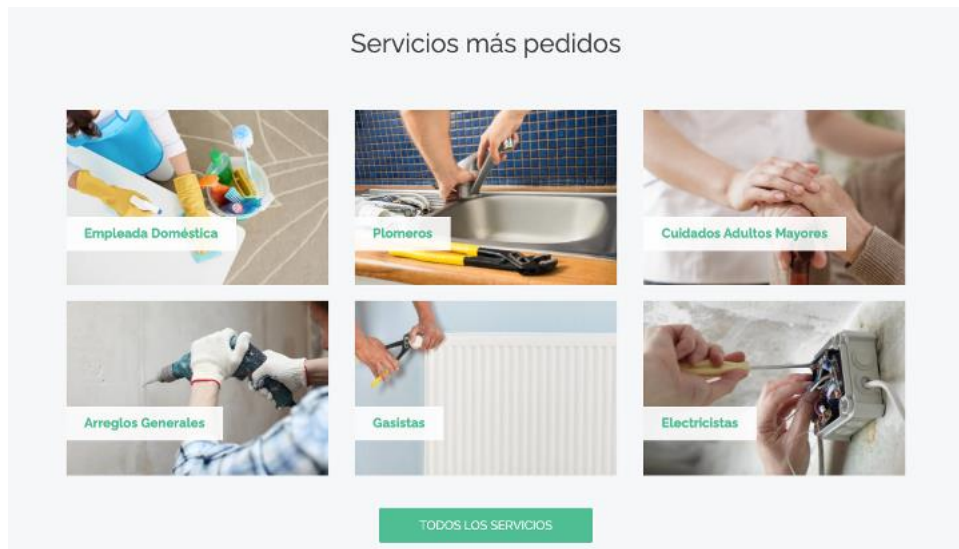 Servicios más pedidos
Empleada Doméstica
Plomeros
Cuidados Adultos Mayores
Arreglos Generales
Gasistas
Electricistas
TODOS LOS SERVICIOS